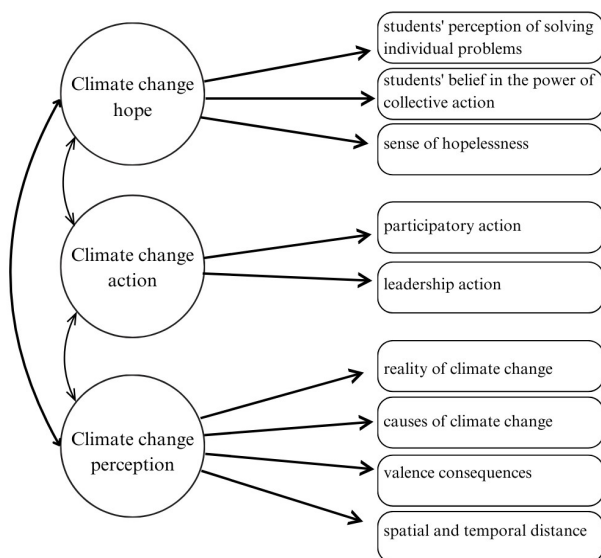 Climate change
hope
students' perception of solving
individual problems
students' belief in the power of
collective action
sense of hopelessness
Climate change
action
participatory action
leadership action
Climate change
perception
reality of climate change
causes of climate change
valence consequences
spatial and temporal distance